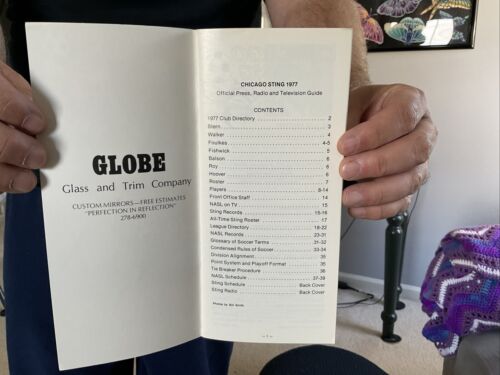 GLOBE
Glass and Trim Company
CUSTOM MIRRORS—FREE ESTIMATES
"PERFECTION IN REFLECTION"
278-6900
CHICAGO STING 1977
Official Press, Radio and Television Guide
CONTENTS
1977 Club Directory 2
Stern 3
Walker 4
Foulkes 4-5
Fishwick 5
Batson 6
Roy 6
Hoover 6
Roster 7
Players 8-14
Front Office Staff 14
NASL on TV 15
Sting Records 15-16
All-Time Sting Roster 17
League Directory 18-22
NASL Records 23-31
Glossary of Soccer Terms 31-32
Condensed Rules of Soccer 33-34
Division Alignment 35
Point System and Playoff Format 35
Tie Breaker Procedure 36
NASL Schedule 37-39
Sting Schedule Back Cover
Sting Radio Back Cover
Photos by Bill Smith
— 1 —